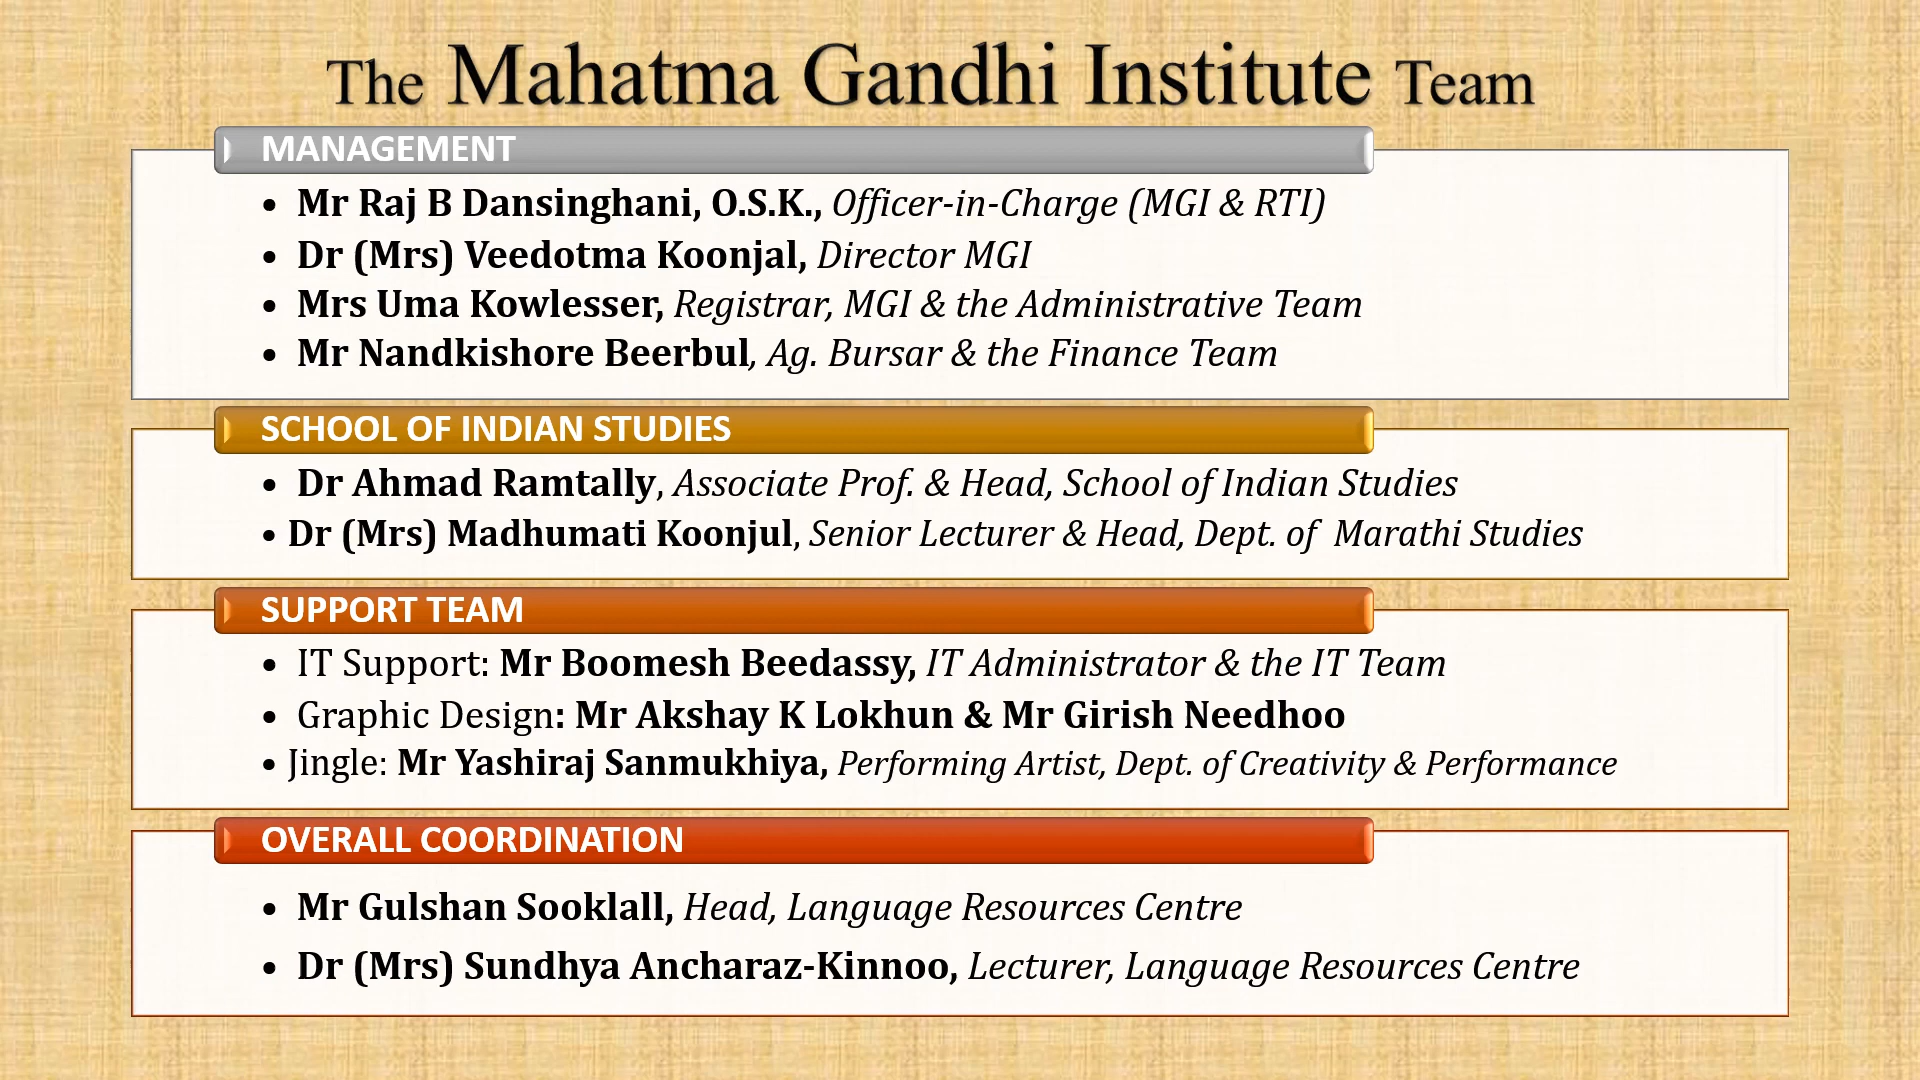 The Mahatma Gandhi Institute Team
MANAGEMENT
• Mr Raj B Dansinghani, O.S.K., Officer-in-Charge (MGI & RTI)
• Dr (Mrs) Veedotma Koonjal, Director MGI
• Mrs Uma Kowlesser, Registrar, MGI & the Administrative Team
• Mr Nandkishore Beerbul, Ag. Bursar & the Finance Team
SCHOOL OF INDIAN STUDIES
• Dr Ahmad Ramtally, Associate Prof. & Head, School of Indian Studies
• Dr (Mrs) Madhumati Koonjul, Senior Lecturer & Head, Dept. of Marathi Studies
SUPPORT TEAM
• IT Support: Mr Boomesh Beedassy, IT Administrator & the IT Team
• Graphic Design: Mr Akshay K Lokhun & Mr Girish Needhoo
• Jingle: Mr Yashiraj Sanmukhiya, Performing Artist, Dept. of Creativity & Performance
OVERALL COORDINATION
• Mr Gulshan Sooklall, Head, Language Resources Centre
• Dr (Mrs) Sundhya Ancharaz-Kinnoo, Lecturer, Language Resources Centre